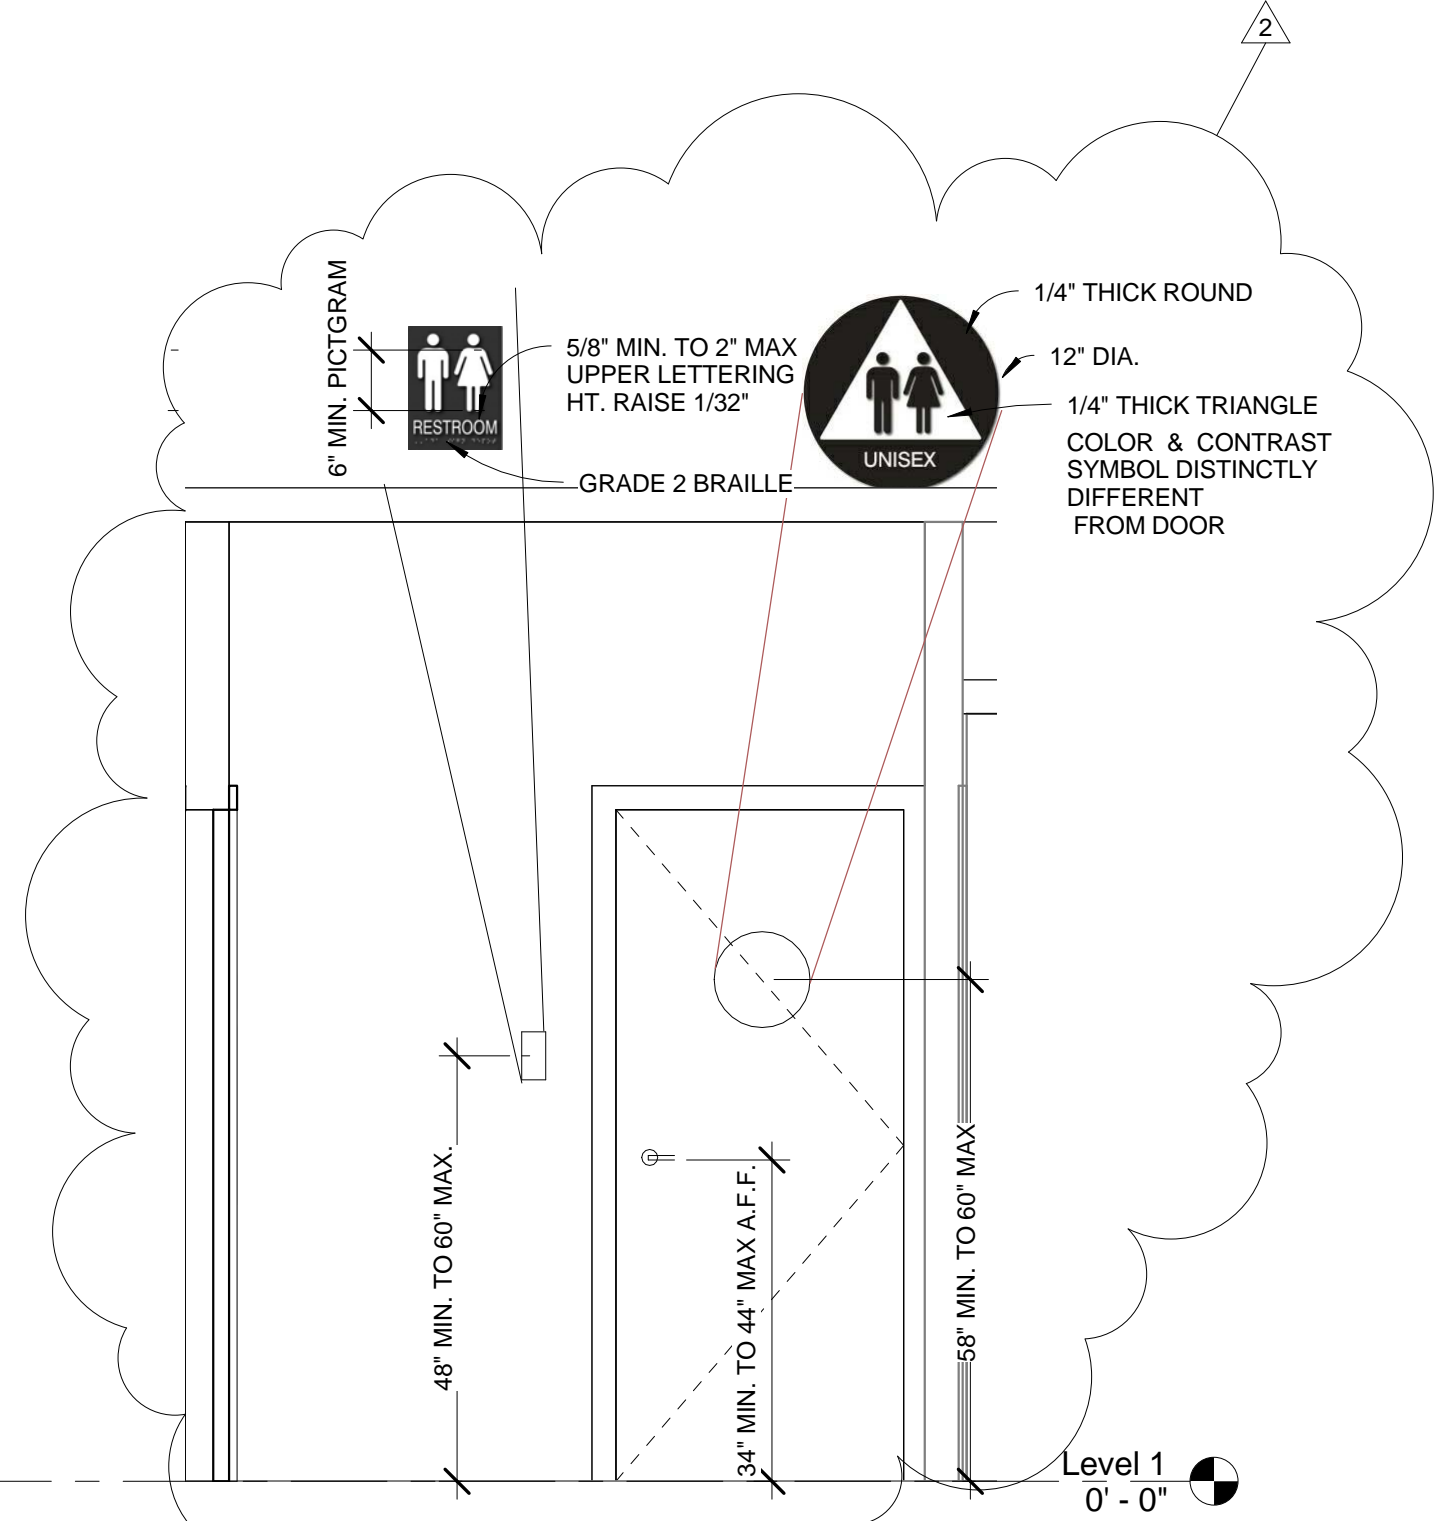 2
6" MIN. PICTGRAM
RESTROOM
5/8" MIN. TO 2" MAX
UPPER LETTERING
HT. RAISE 1/32"
GRADE 2 BRAILLE
UNISEX
1/4" THICK ROUND
12" DIA.
1/4" THICK TRIANGLE
COLOR & CONTRAST
SYMBOL DISTINCTLY
DIFFERENT
FROM DOOR
48" MIN. TO 60" MAX.
34" MIN. TO 44" MAX A.F.F.
58" MIN. TO 60" MAX
Level 1
0' - 0"